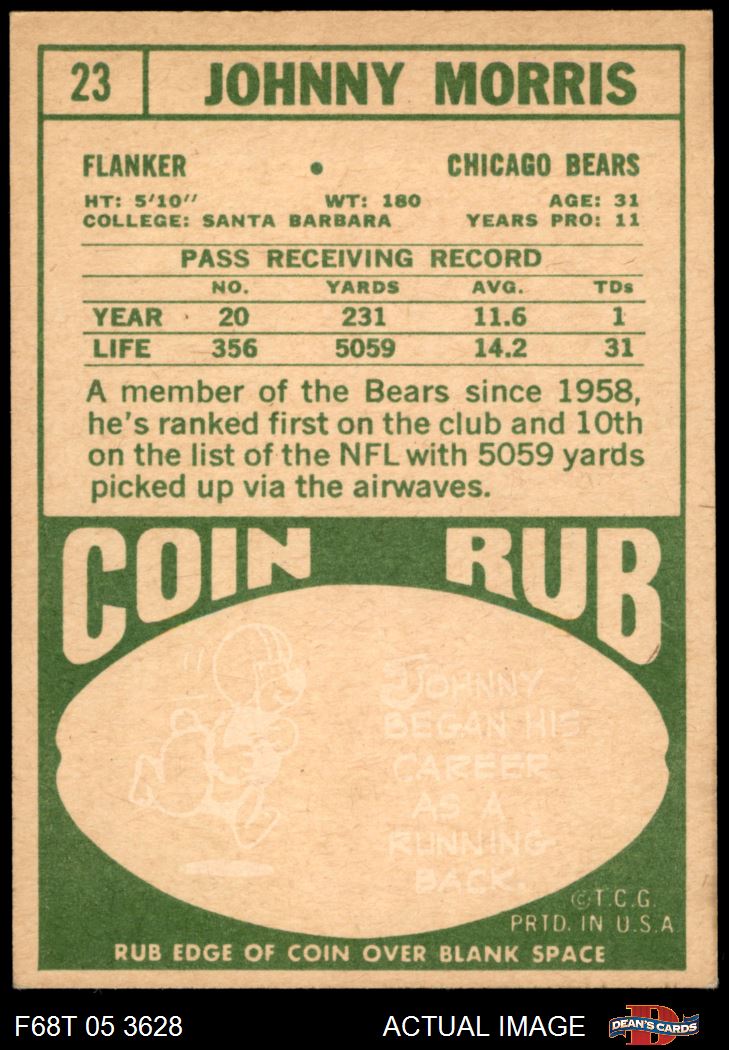 23 JOHNNY MORRIS
FLANKER • CHICAGO BEARS
HT: 5'10" WT: 180 AGE: 31
COLLEGE: SANTA BARBARA YEARS PRO: 11
PASS RECEIVING RECORD
NO. YARDS AVG. TDs
YEAR 20 231 11.6 1
LIFE 356 5059 14.2 31
A member of the Bears since 1958,
he's ranked first on the club and 10th
on the list of the NFL with 5059 yards
picked up via the airwaves.
COIN RUB
JOHNNY
BEGAN HIS
CAREER
AS A
RUNNING
BACK.
©T.C.G.
PRTD. IN U.S.A
RUB EDGE OF COIN OVER BLANK SPACE
F68T 05 3628 ACTUAL IMAGE DEAN'S CARDS